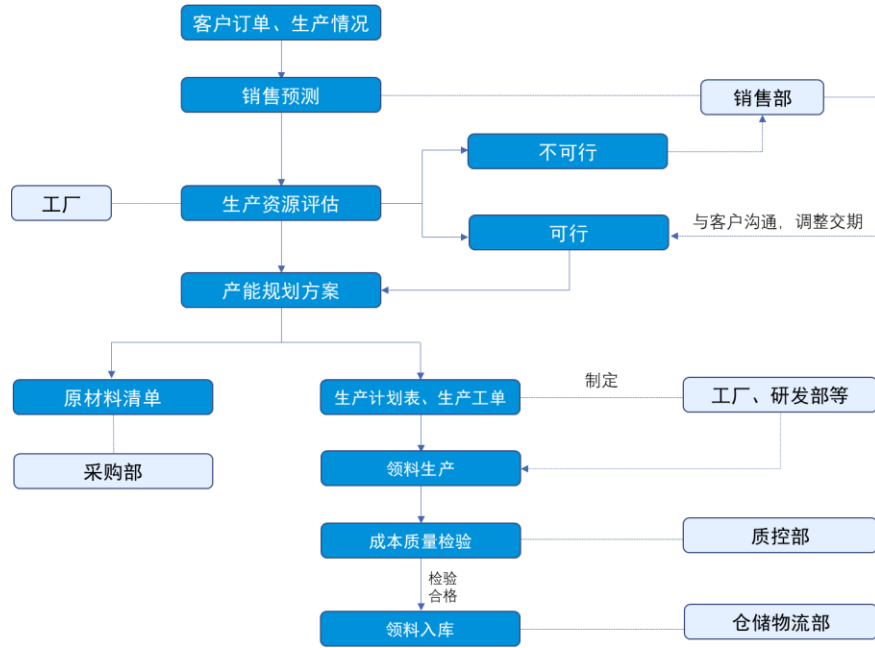 客户订单、生产情况
销售预测
销售部
不可行
工厂
生产资源评估
可行
与客户沟通，调整交期
产能规划方案
原材料清单
生产计划表、生产工单
制定
工厂、研发部等
采购部
领料生产
成本质量检验
质控部
检验
合格
领料入库
仓储物流部